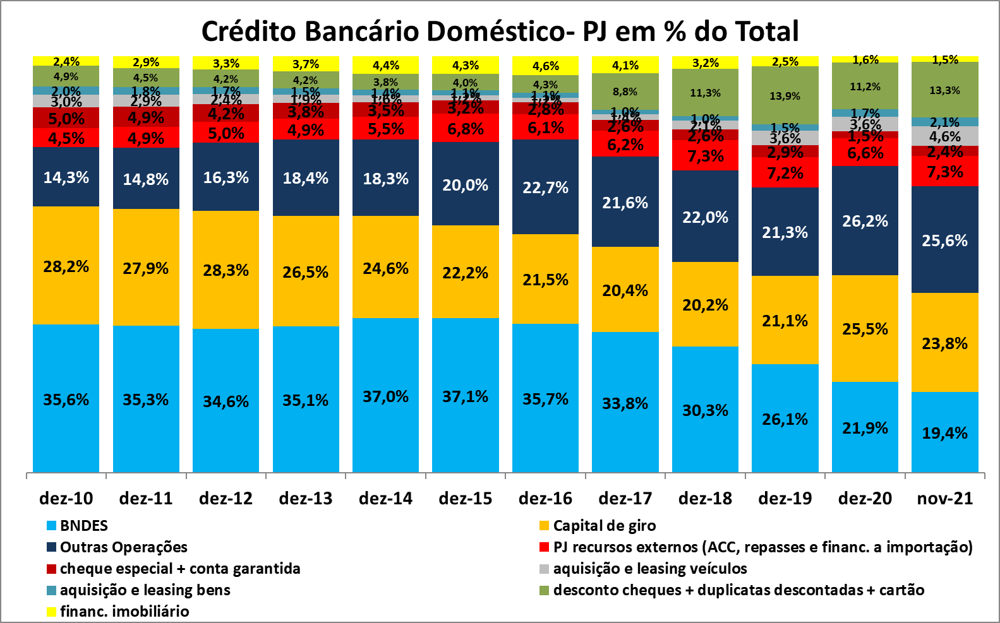 Crédito Bancário Doméstico- PJ em % do Total
2,4% 2,9% 3,3% 3,7% 4,4% 4,3% 4,6% 4,1% 3,2% 2,5% 1,6% 1,5%
4,9% 4,5% 4,2% 4,2% 3,8% 4,0% 4,3% 8,8% 11,3% 13,9% 11,2% 13,3%
2,0% 1,8% 1,7% 1,5% 1,4% 1,1% 1,1% 1,0% 1,0% 1,5% 1,7% 2,1%
3,0% 2,9% 2,4% 1,9% 1,6% 1,2% 1,2% 1,4% 2,1% 3,6% 3,6% 4,6%
5,0% 4,9% 4,2% 3,8% 3,5% 3,2% 2,8% 2,6% 2,6% 2,9% 1,5% 2,4%
4,5% 4,9% 5,0% 4,9% 5,5% 6,8% 6,1% 6,2% 7,3% 7,2% 6,6% 7,3%
14,3% 14,8% 16,3% 18,4% 18,3% 20,0% 22,7% 21,6% 22,0% 21,3% 26,2% 25,6%
28,2% 27,9% 28,3% 26,5% 24,6% 22,2% 21,5% 20,4% 20,2% 21,1% 25,5% 23,8%
35,6% 35,3% 34,6% 35,1% 37,0% 37,1% 35,7% 33,8% 30,3% 26,1% 21,9% 19,4%
dez-10 dez-11 dez-12 dez-13 dez-14 dez-15 dez-16 dez-17 dez-18 dez-19 dez-20 nov-21
BNDES
Capital de giro
Outras Operações
PJ recursos externos (ACC, repasses e financ. a importação)
cheque especial + conta garantida
aquisição e leasing veículos
aquisição e leasing bens
desconto cheques + duplicatas descontadas + cartão
financ. imobiliário